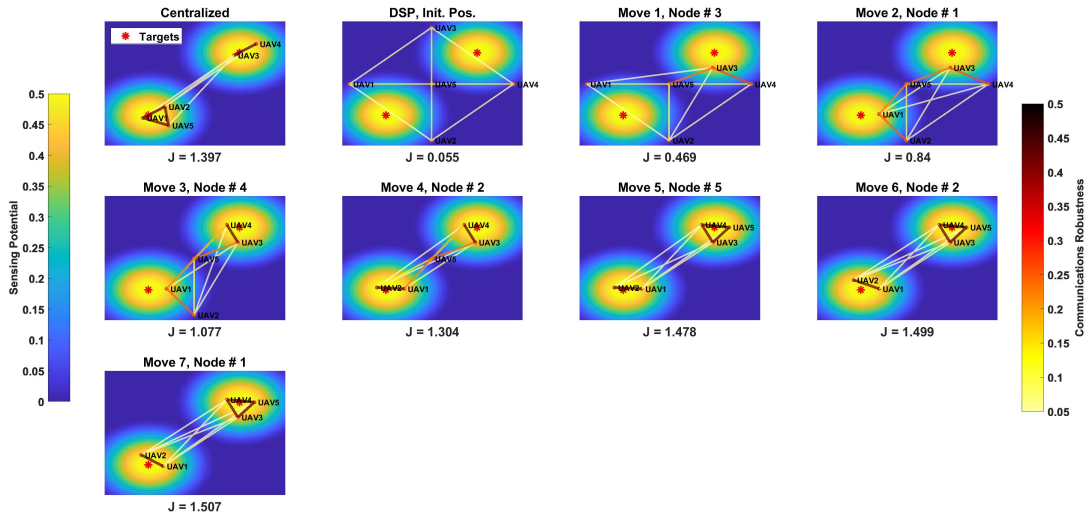 Centralized
DSP, Init. Pos.
Move 1, Node # 3
Move 2, Node # 1
Targets
UAV4
UAV3
UAV2
UAV1
UAV5
J = 1.397
UAV3
UAV1
UAV5
UAV4
UAV2
J = 0.055
UAV3
UAV1
UAV5
UAV4
UAV2
J = 0.469
UAV3
UAV5
UAV4
UAV1
UAV2
J = 0.84
Sensing Potential
0.5
0.45
0.4
0.35
0.3
0.25
0.2
0.15
0.1
0.05
0
Move 3, Node # 4
Move 4, Node # 2
Move 5, Node # 5
Move 6, Node # 2
UAV4
UAV3
UAV5
UAV1
UAV2
J = 1.077
UAV4
UAV3
UAV5
UAV2
UAV1
J = 1.304
UAV4
UAV5
UAV3
UAV2
UAV1
J = 1.478
UAV4
UAV5
UAV3
UAV2
UAV1
J = 1.499
0.5
0.45
0.4
0.35
0.3
0.25
0.2
0.15
0.1
0.05
Communications Robustness
Move 7, Node # 1
UAV4
UAV5
UAV3
UAV2
UAV1
J = 1.507